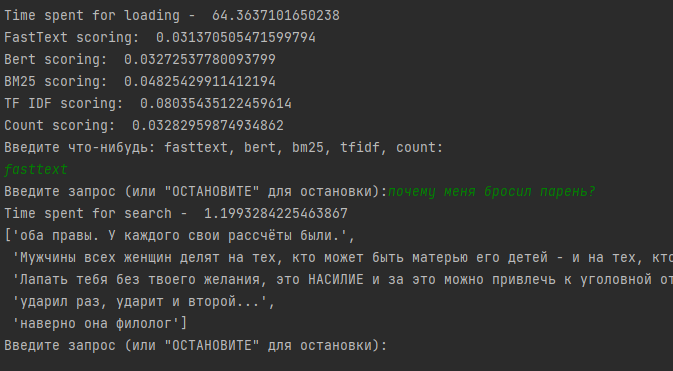 Time spent for loading -  64.3637101650238
FastText scoring:  0.031370505471599794
Bert scoring:  0.03272537780093799
BM25 scoring:  0.04825429911412194
TF IDF scoring:  0.08035435122459614
Count scoring:  0.03282959874934862
Введите что-нибудь: fasttext, bert, bm25, tfidf, count:
fasttext
Введите запрос (или "ОСТАНОВИТЕ" для остановки):почему меня бросил парень?
Time spent for search -  1.1993284225463867
['оба правы. У каждого свои рассчёты были.',
'Мужчины всех женщин делят на тех, кто может быть матерью его детей - и на тех, кто
'Лапать тебя без твоего желания, это НАСИЛИЕ и за это можно привлечь к уголовной от
'ударил раз, ударит и второй...',
'наверно она филолог']
Введите запрос (или "ОСТАНОВИТЕ" для остановки):